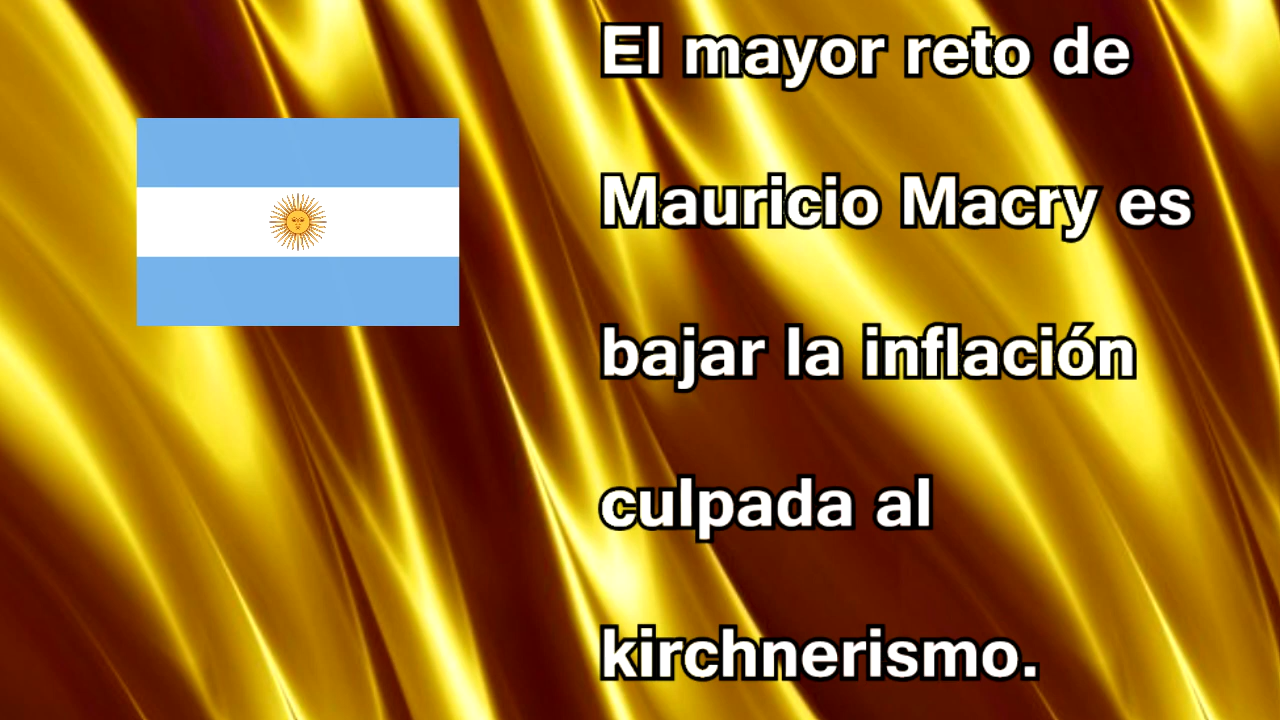 El mayor reto de
Mauricio Macry es
bajar la inflación
culpada al
kirchnerismo.